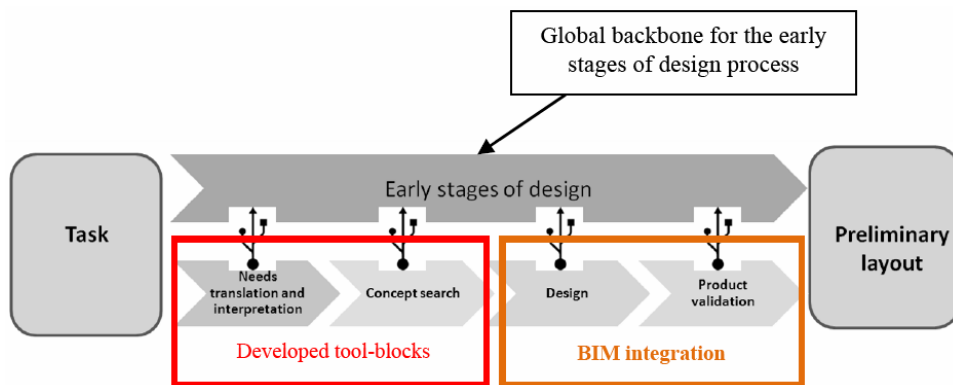 Global backbone for the early
stages of design process
Early stages of design
Task
Preliminary
layout
Needs
translation and
interpretation
Concept search
Design
Product
validation
Developed tool-blocks
BIM integration